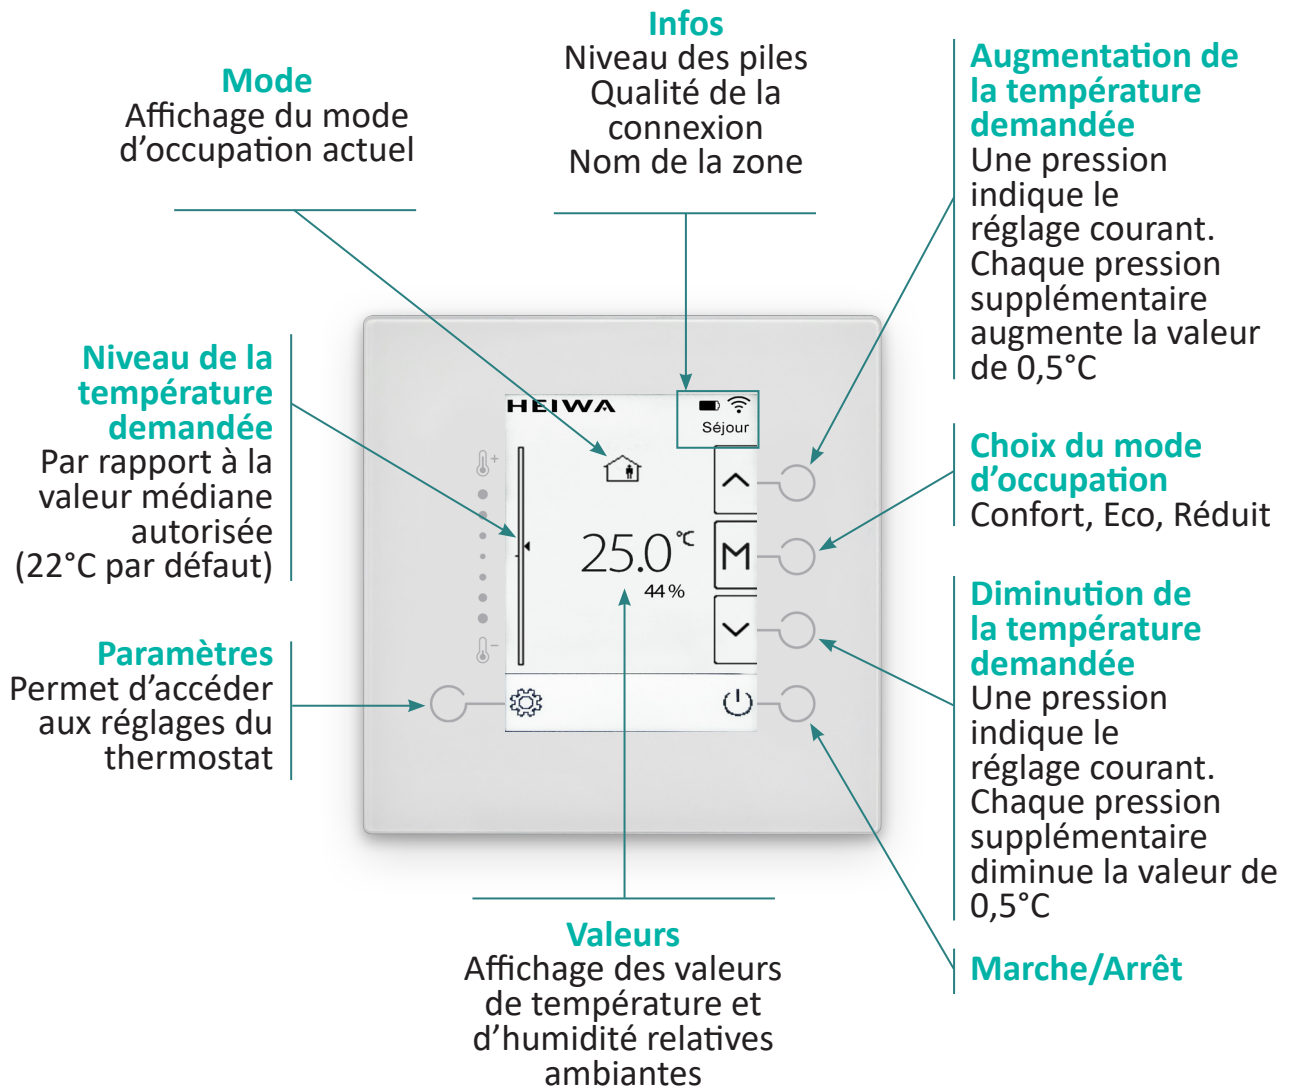 Infos
Niveau des piles
Qualité de la
connexion
Nom de la zone
Mode
Affichage du mode
d'occupation actuel
Augmentation de
la température
demandée
Une pression
indique le
réglage courant.
Chaque pression
supplémentaire
augmente la valeur
de 0,5°C
Niveau de la
température
demandée
Par rapport à la
valeur médiane
autorisée
(22°C par défaut)
HEIWA
Séjour
25.0°C
44%
M
Choix du mode
d'occupation
Confort, Eco, Réduit
Paramètres
Permet d'accéder
aux réglages du
thermostat
Diminution de
la température
demandée
Une pression
indique le
réglage courant.
Chaque pression
supplémentaire
diminue la valeur de
0,5°C
Marche/Arrêt
Valeurs
Affichage des valeurs
de température et
d'humidité relatives
ambiantes